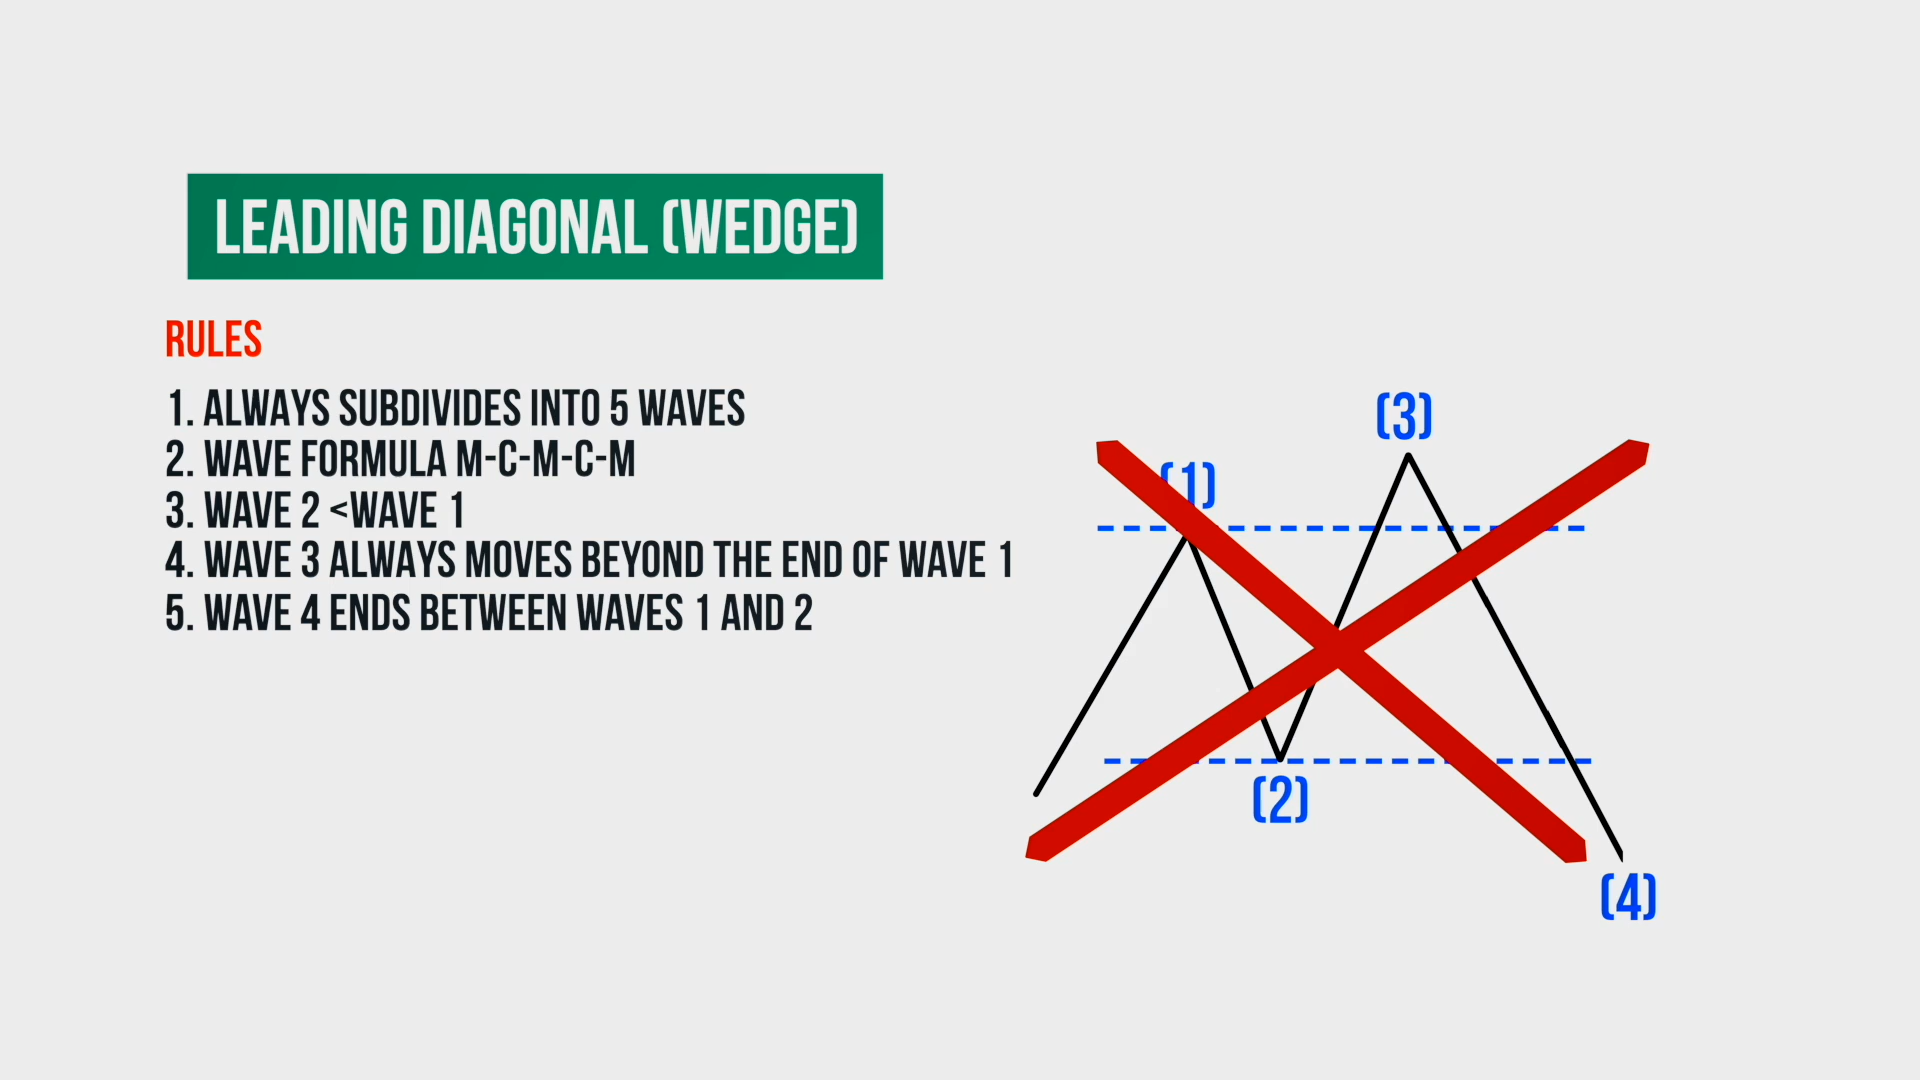 LEADING DIAGONAL (WEDGE)
RULES
1. ALWAYS SUBDIVIDES INTO 5 WAVES
2. WAVE FORMULA M-C-M-C-M
3. WAVE 2 <WAVE 1
4. WAVE 3 ALWAYS MOVES BEYOND THE END OF WAVE 1
5. WAVE 4 ENDS BETWEEN WAVES 1 AND 2
(3)
(1)
(2)
(4)